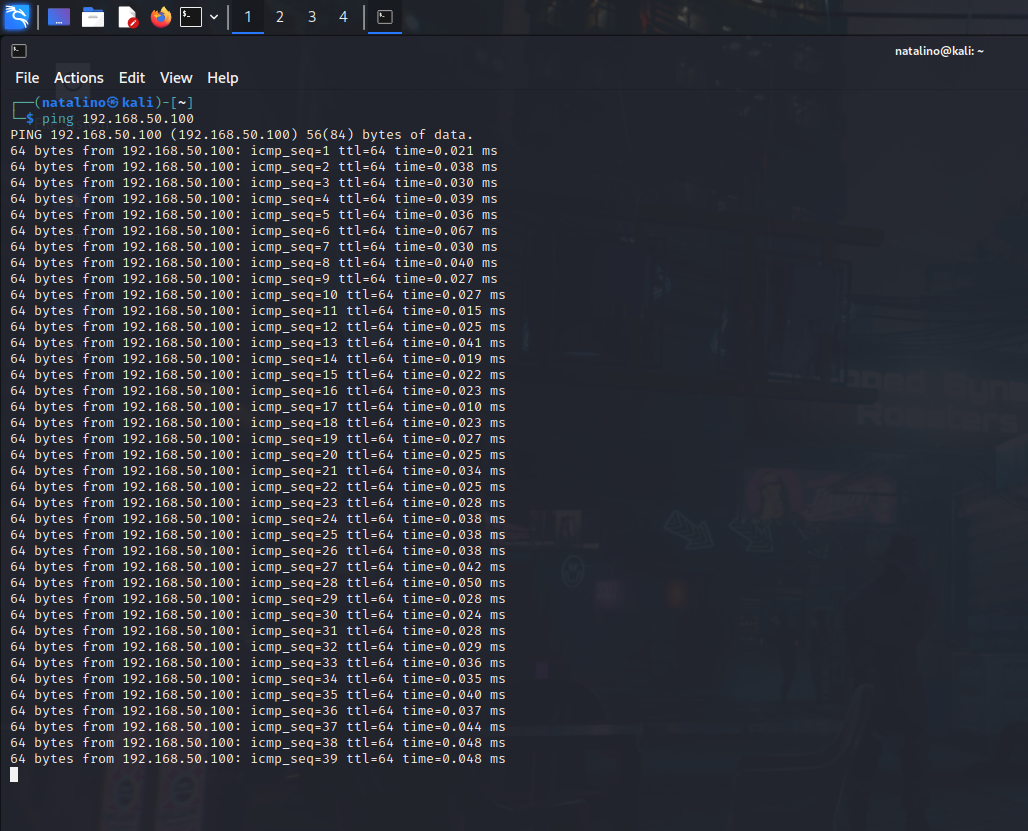 1 2 3 4
natalino@kali: ~
File Actions Edit View Help
┌──(natalino㉿kali)-[~]
└─$ ping 192.168.50.100
PING 192.168.50.100 (192.168.50.100) 56(84) bytes of data.
64 bytes from 192.168.50.100: icmp_seq=1 ttl=64 time=0.021 ms
64 bytes from 192.168.50.100: icmp_seq=2 ttl=64 time=0.038 ms
64 bytes from 192.168.50.100: icmp_seq=3 ttl=64 time=0.030 ms
64 bytes from 192.168.50.100: icmp_seq=4 ttl=64 time=0.039 ms
64 bytes from 192.168.50.100: icmp_seq=5 ttl=64 time=0.036 ms
64 bytes from 192.168.50.100: icmp_seq=6 ttl=64 time=0.067 ms
64 bytes from 192.168.50.100: icmp_seq=7 ttl=64 time=0.030 ms
64 bytes from 192.168.50.100: icmp_seq=8 ttl=64 time=0.040 ms
64 bytes from 192.168.50.100: icmp_seq=9 ttl=64 time=0.027 ms
64 bytes from 192.168.50.100: icmp_seq=10 ttl=64 time=0.027 ms
64 bytes from 192.168.50.100: icmp_seq=11 ttl=64 time=0.015 ms
64 bytes from 192.168.50.100: icmp_seq=12 ttl=64 time=0.025 ms
64 bytes from 192.168.50.100: icmp_seq=13 ttl=64 time=0.041 ms
64 bytes from 192.168.50.100: icmp_seq=14 ttl=64 time=0.019 ms
64 bytes from 192.168.50.100: icmp_seq=15 ttl=64 time=0.022 ms
64 bytes from 192.168.50.100: icmp_seq=16 ttl=64 time=0.023 ms
64 bytes from 192.168.50.100: icmp_seq=17 ttl=64 time=0.010 ms
64 bytes from 192.168.50.100: icmp_seq=18 ttl=64 time=0.023 ms
64 bytes from 192.168.50.100: icmp_seq=19 ttl=64 time=0.027 ms
64 bytes from 192.168.50.100: icmp_seq=20 ttl=64 time=0.025 ms
64 bytes from 192.168.50.100: icmp_seq=21 ttl=64 time=0.034 ms
64 bytes from 192.168.50.100: icmp_seq=22 ttl=64 time=0.025 ms
64 bytes from 192.168.50.100: icmp_seq=23 ttl=64 time=0.028 ms
64 bytes from 192.168.50.100: icmp_seq=24 ttl=64 time=0.038 ms
64 bytes from 192.168.50.100: icmp_seq=25 ttl=64 time=0.038 ms
64 bytes from 192.168.50.100: icmp_seq=26 ttl=64 time=0.038 ms
64 bytes from 192.168.50.100: icmp_seq=27 ttl=64 time=0.042 ms
64 bytes from 192.168.50.100: icmp_seq=28 ttl=64 time=0.050 ms
64 bytes from 192.168.50.100: icmp_seq=29 ttl=64 time=0.028 ms
64 bytes from 192.168.50.100: icmp_seq=30 ttl=64 time=0.024 ms
64 bytes from 192.168.50.100: icmp_seq=31 ttl=64 time=0.028 ms
64 bytes from 192.168.50.100: icmp_seq=32 ttl=64 time=0.029 ms
64 bytes from 192.168.50.100: icmp_seq=33 ttl=64 time=0.036 ms
64 bytes from 192.168.50.100: icmp_seq=34 ttl=64 time=0.035 ms
64 bytes from 192.168.50.100: icmp_seq=35 ttl=64 time=0.040 ms
64 bytes from 192.168.50.100: icmp_seq=36 ttl=64 time=0.037 ms
64 bytes from 192.168.50.100: icmp_seq=37 ttl=64 time=0.044 ms
64 bytes from 192.168.50.100: icmp_seq=38 ttl=64 time=0.048 ms
64 bytes from 192.168.50.100: icmp_seq=39 ttl=64 time=0.048 ms
Roasters